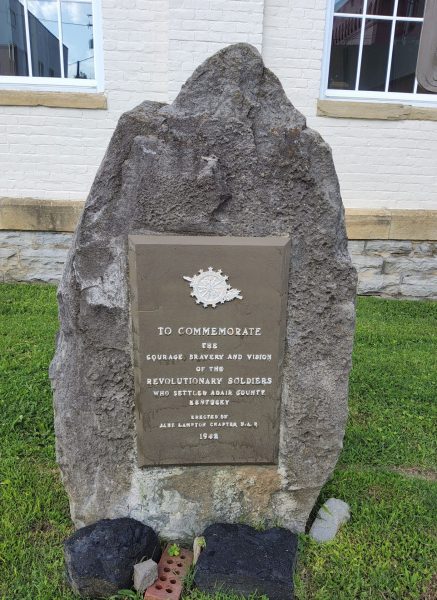 TO COMMEMORATE
THE
COURAGE, BRAVERY AND VISION
OF THE
REVOLUTIONARY SOLDIERS
WHO SETTLED ADAIR COUNTY
KENTUCKY
ERECTED BY
JANE LAMPTON CHAPTER D.A.R.
1942